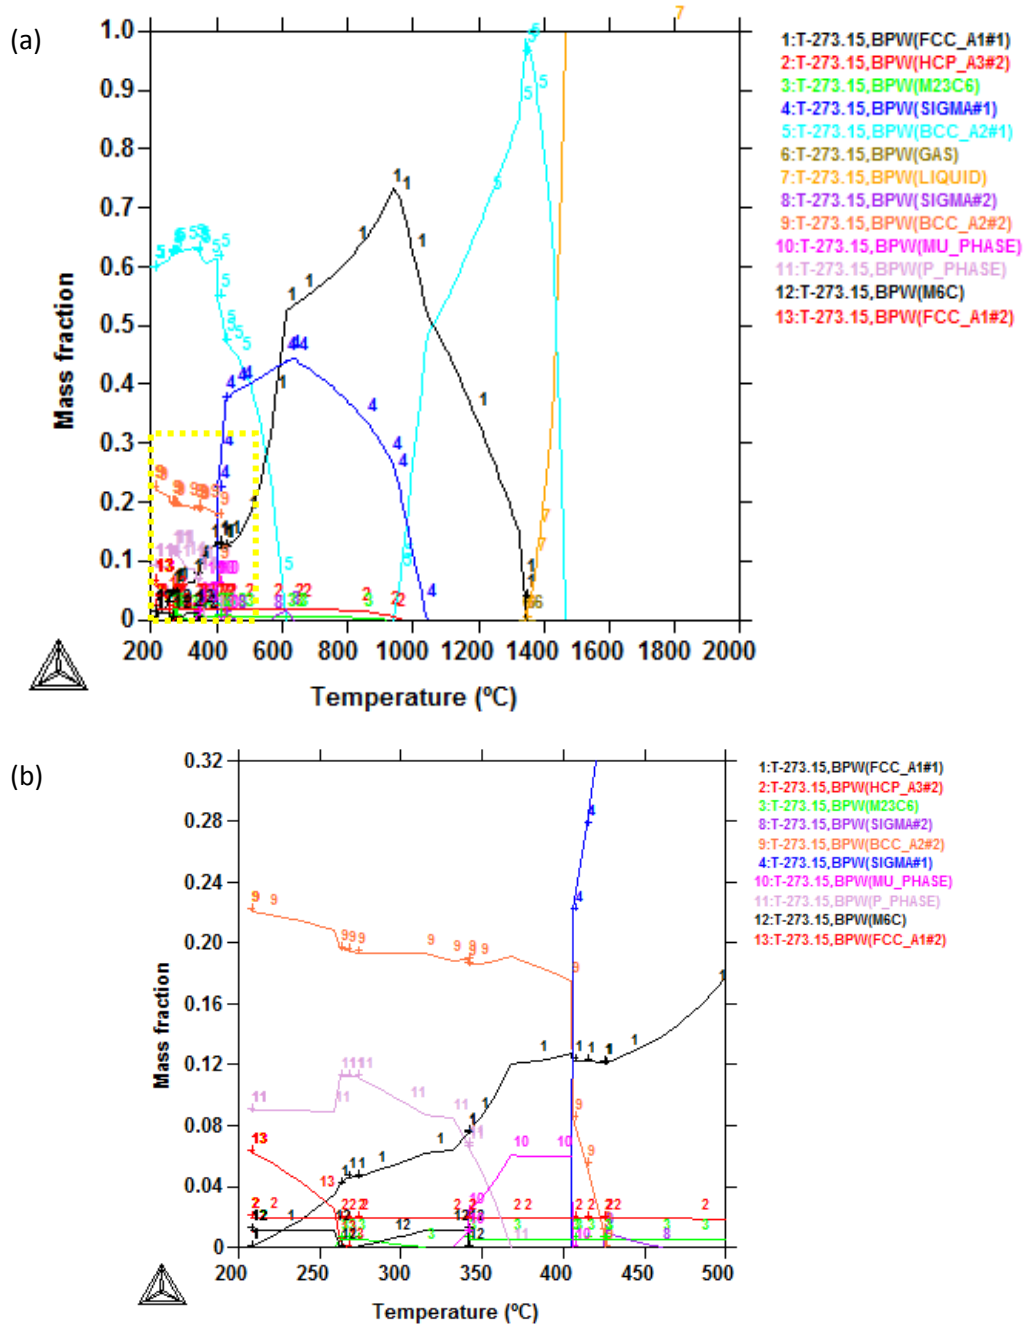 (a)
1.0
0.9
0.8
0.7
0.6
0.5
0.4
0.3
0.2
0.1
0
Mass fraction
200 400 600 800 1000 1200 1400 1600 1800 2000
Temperature (ºC)
1:T-273.15,BPW(FCC_A1#1)
2:T-273.15,BPW(HCP_A3#2)
3:T-273.15,BPW(M23C6)
4:T-273.15,BPW(SIGMA#1)
5:T-273.15,BPW(BCC_A2#1)
6:T-273.15,BPW(GAS)
7:T-273.15,BPW(LIQUID)
8:T-273.15,BPW(SIGMA#2)
9:T-273.15,BPW(BCC_A2#2)
10:T-273.15,BPW(MU_PHASE)
11:T-273.15,BPW(P_PHASE)
12:T-273.15,BPW(M6C)
13:T-273.15,BPW(FCC_A1#2)
(b)
0.32
0.28
0.24
0.20
0.16
0.12
0.08
0.04
0
Mass fraction
200 250 300 350 400 450 500
Temperature (ºC)
1:T-273.15,BPW(FCC_A1#1)
2:T-273.15,BPW(HCP_A3#2)
3:T-273.15,BPW(M23C6)
8:T-273.15,BPW(SIGMA#2)
9:T-273.15,BPW(BCC_A2#2)
4:T-273.15,BPW(SIGMA#1)
10:T-273.15,BPW(MU_PHASE)
11:T-273.15,BPW(P_PHASE)
12:T-273.15,BPW(M6C)
13:T-273.15,BPW(FCC_A1#2)